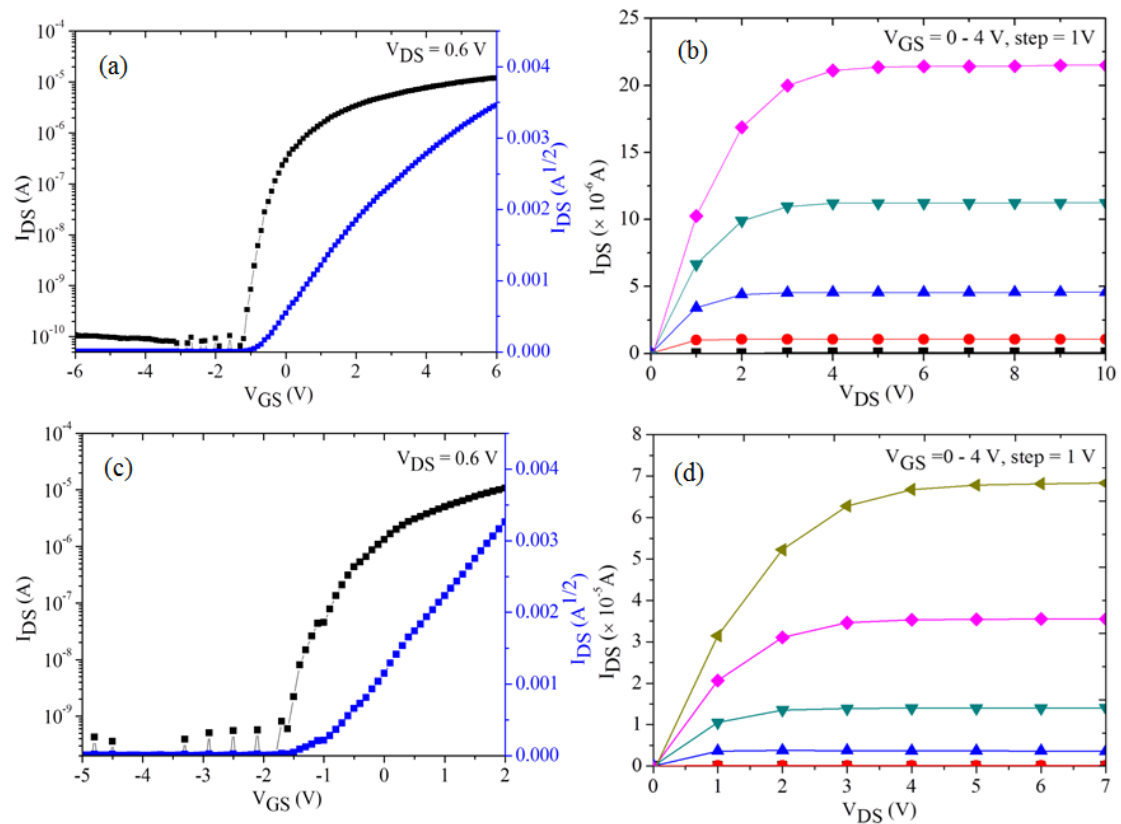 (a)
V_DS = 0.6 V
10^-4
10^-5
10^-6
10^-7
10^-8
10^-9
10^-10
I_DS (A)
-6 -4 -2 0 2 4 6
V_GS (V)
0.004
0.003
0.002
0.001
0.000
I_DS (A^1/2)
(b)
V_GS = 0 - 4 V, step = 1V
25
20
15
10
5
0
I_DS (× 10^-6 A)
0 2 4 6 8 10
V_DS (V)
(c)
V_DS = 0.6 V
10^-4
10^-5
10^-6
10^-7
10^-8
10^-9
I_DS (A)
-5 -4 -3 -2 -1 0 1 2
V_GS (V)
0.004
0.003
0.002
0.001
0.000
I_DS (A^1/2)
(d)
V_GS =0 - 4 V, step = 1 V
8
7
6
5
4
3
2
1
0
I_DS (× 10^-5 A)
0 1 2 3 4 5 6 7
V_DS (V)